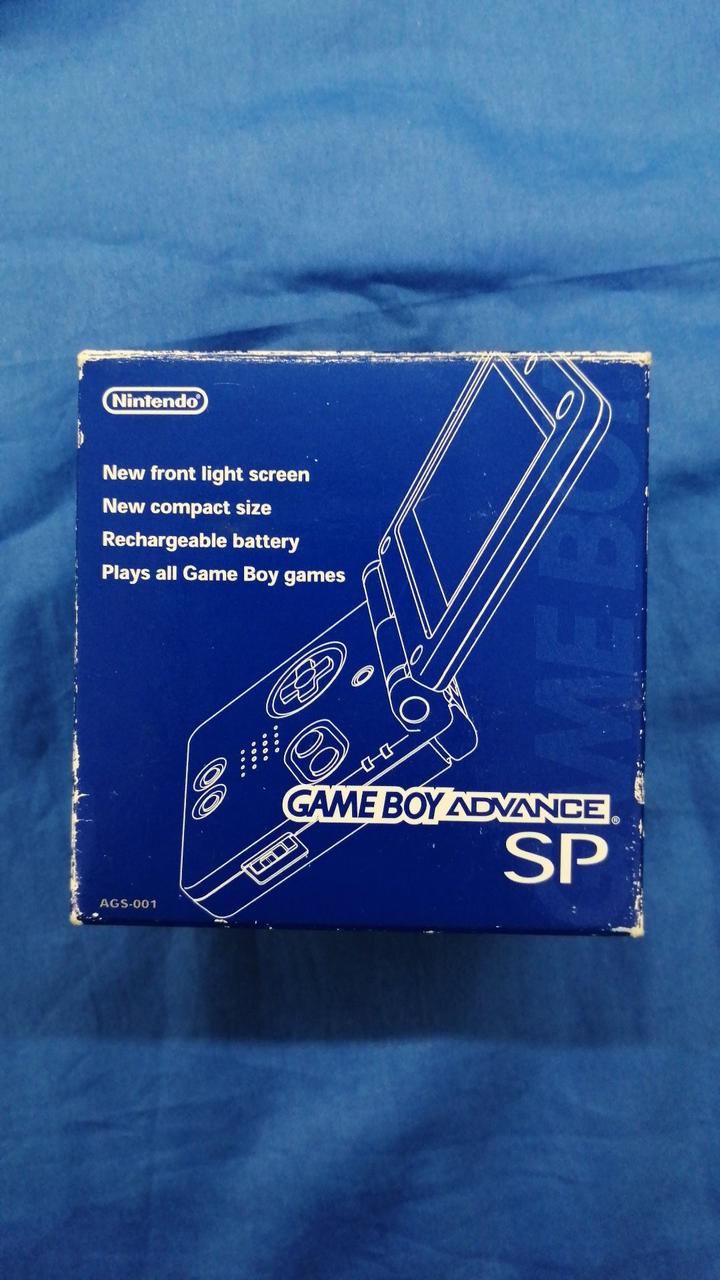 Nintendo®
New front light screen
New compact size
Rechargeable battery
Plays all Game Boy games
GAME BOY ADVANCE®
SP
AGS-001